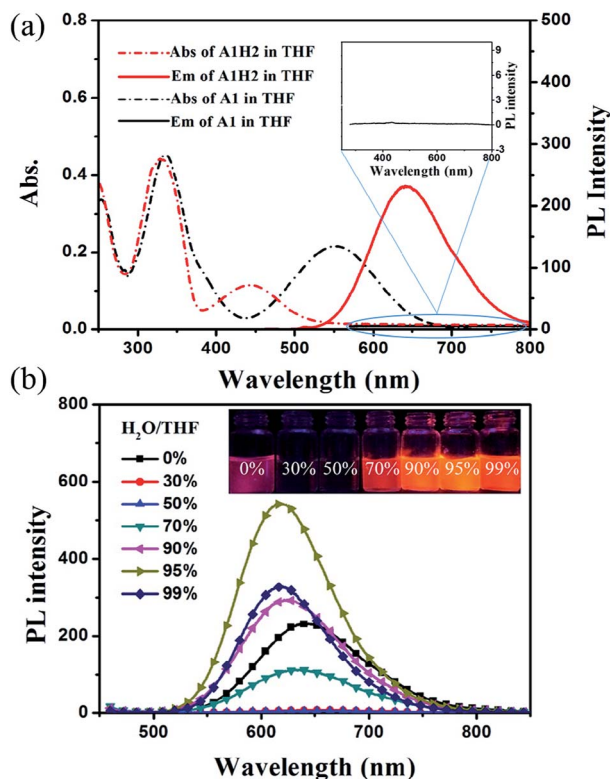 (a)
Abs of A1H2 in THF
Em of A1H2 in THF
Abs of A1 in THF
Em of A1 in THF
0.8
0.6
0.4
0.2
0.0
Abs.
500
400
300
200
100
0
PL Intensity
9
6
3
0
-3
PL intensity
400 600 800
Wavelength (nm)
300 400 500 600 700 800
Wavelength (nm)
(b)
H2O/THF
0%
30%
50%
70%
90%
95%
99%
0% 30% 50% 70% 90% 95% 99%
800
600
400
200
0
PL intensity
500 600 700 800
Wavelength (nm)